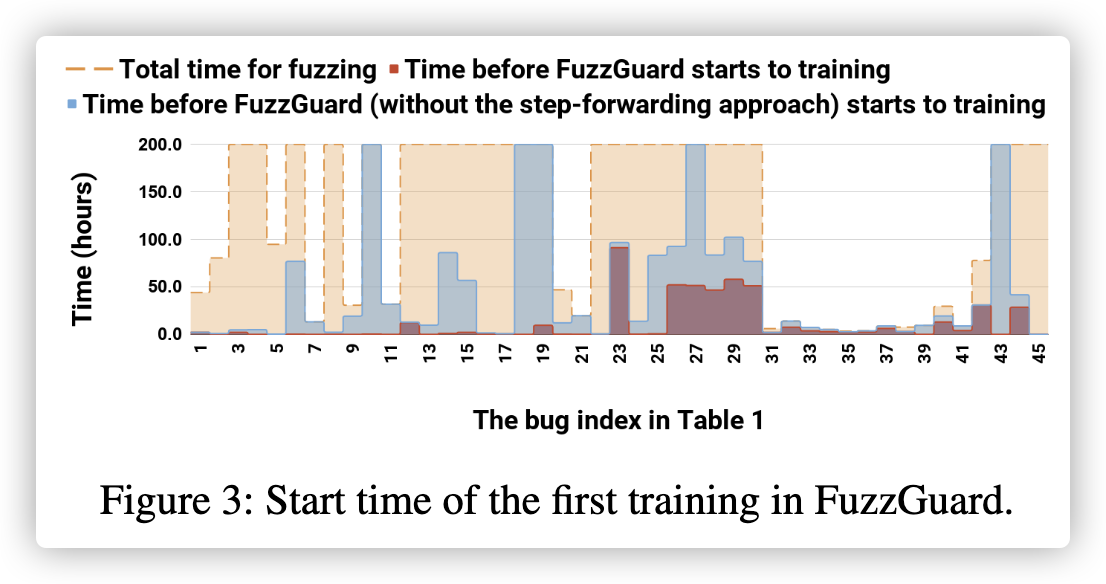 Total time for fuzzing Time before FuzzGuard starts to training
Time before FuzzGuard (without the step-forwarding approach) starts to training
200.0
150.0
100.0
50.0
0.0
Time (hours)
1 3 5 7 9 11 13 15 17 19 21 23 25 27 29 31 33 35 37 39 41 43 45
The bug index in Table 1
Figure 3: Start time of the first training in FuzzGuard.